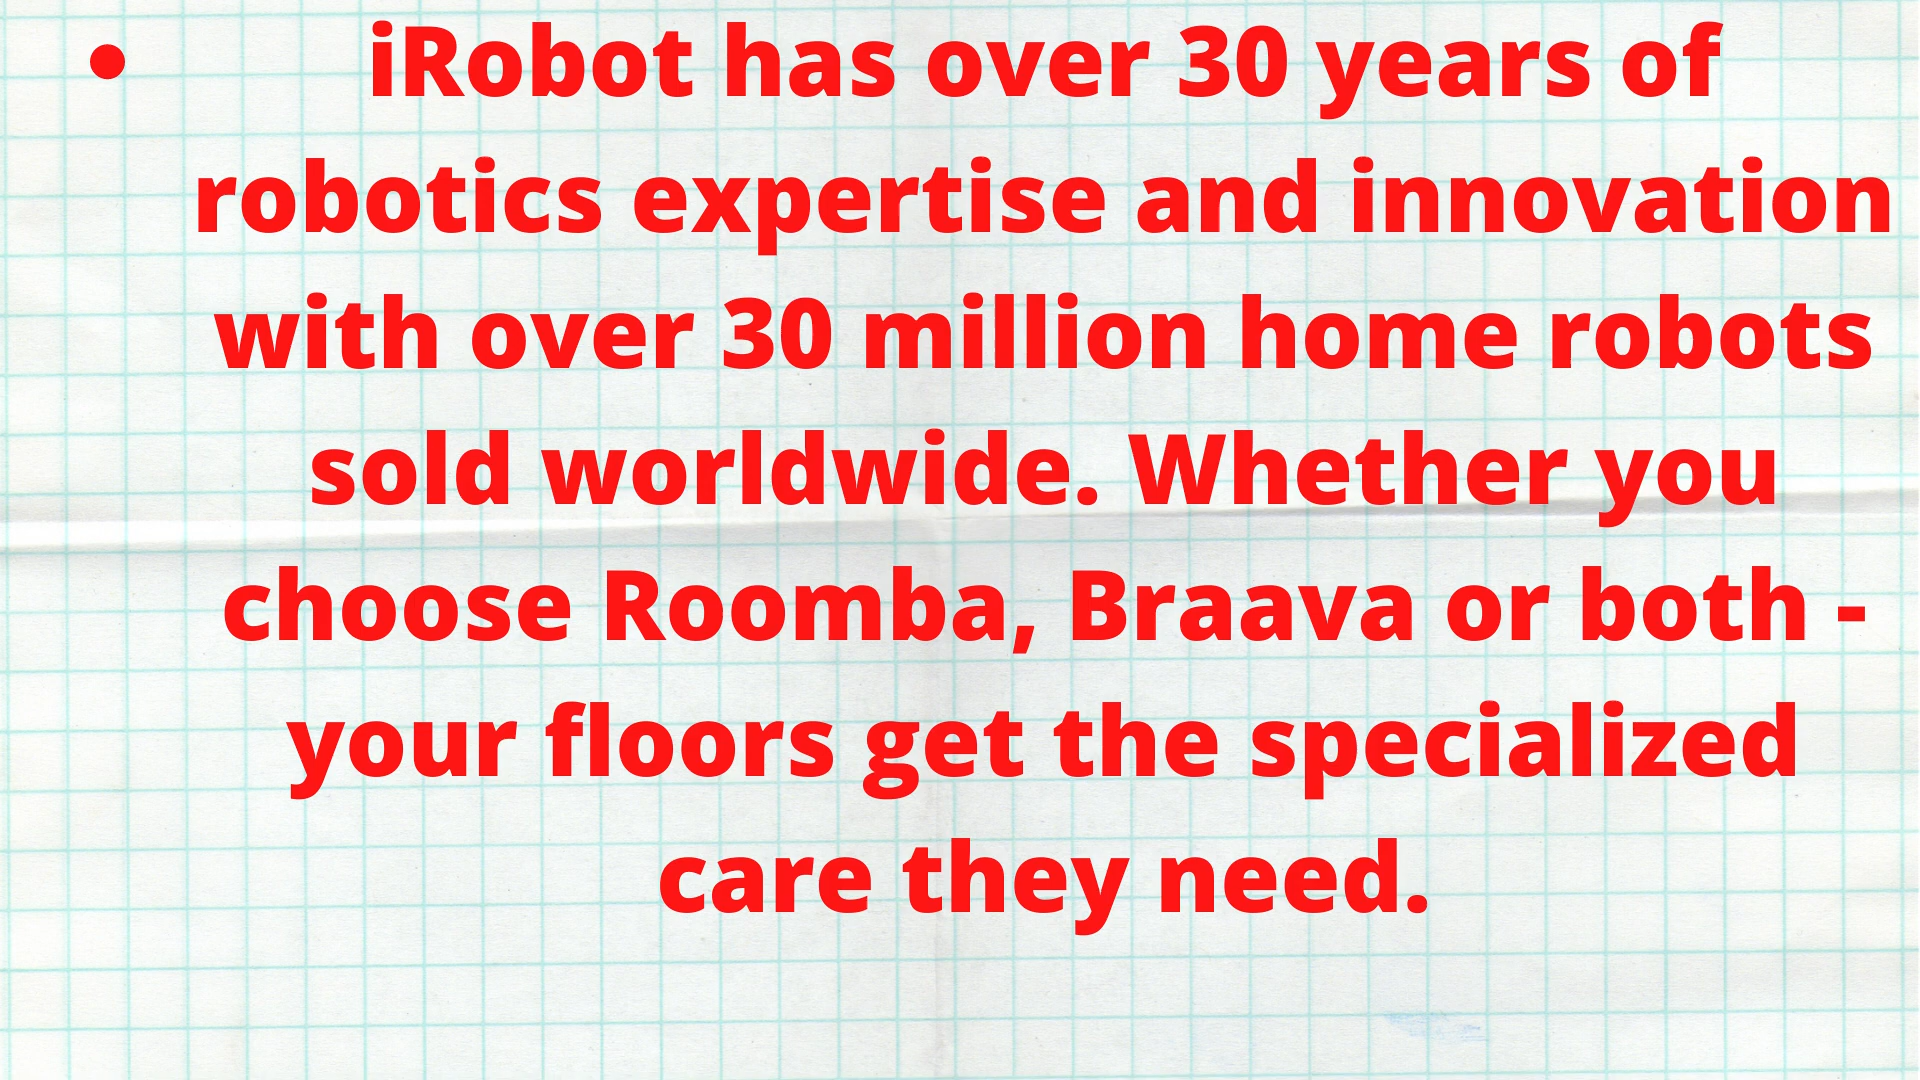 • iRobot has over 30 years of
robotics expertise and innovation
with over 30 million home robots
sold worldwide. Whether you
choose Roomba, Braava or both -
your floors get the specialized
care they need.